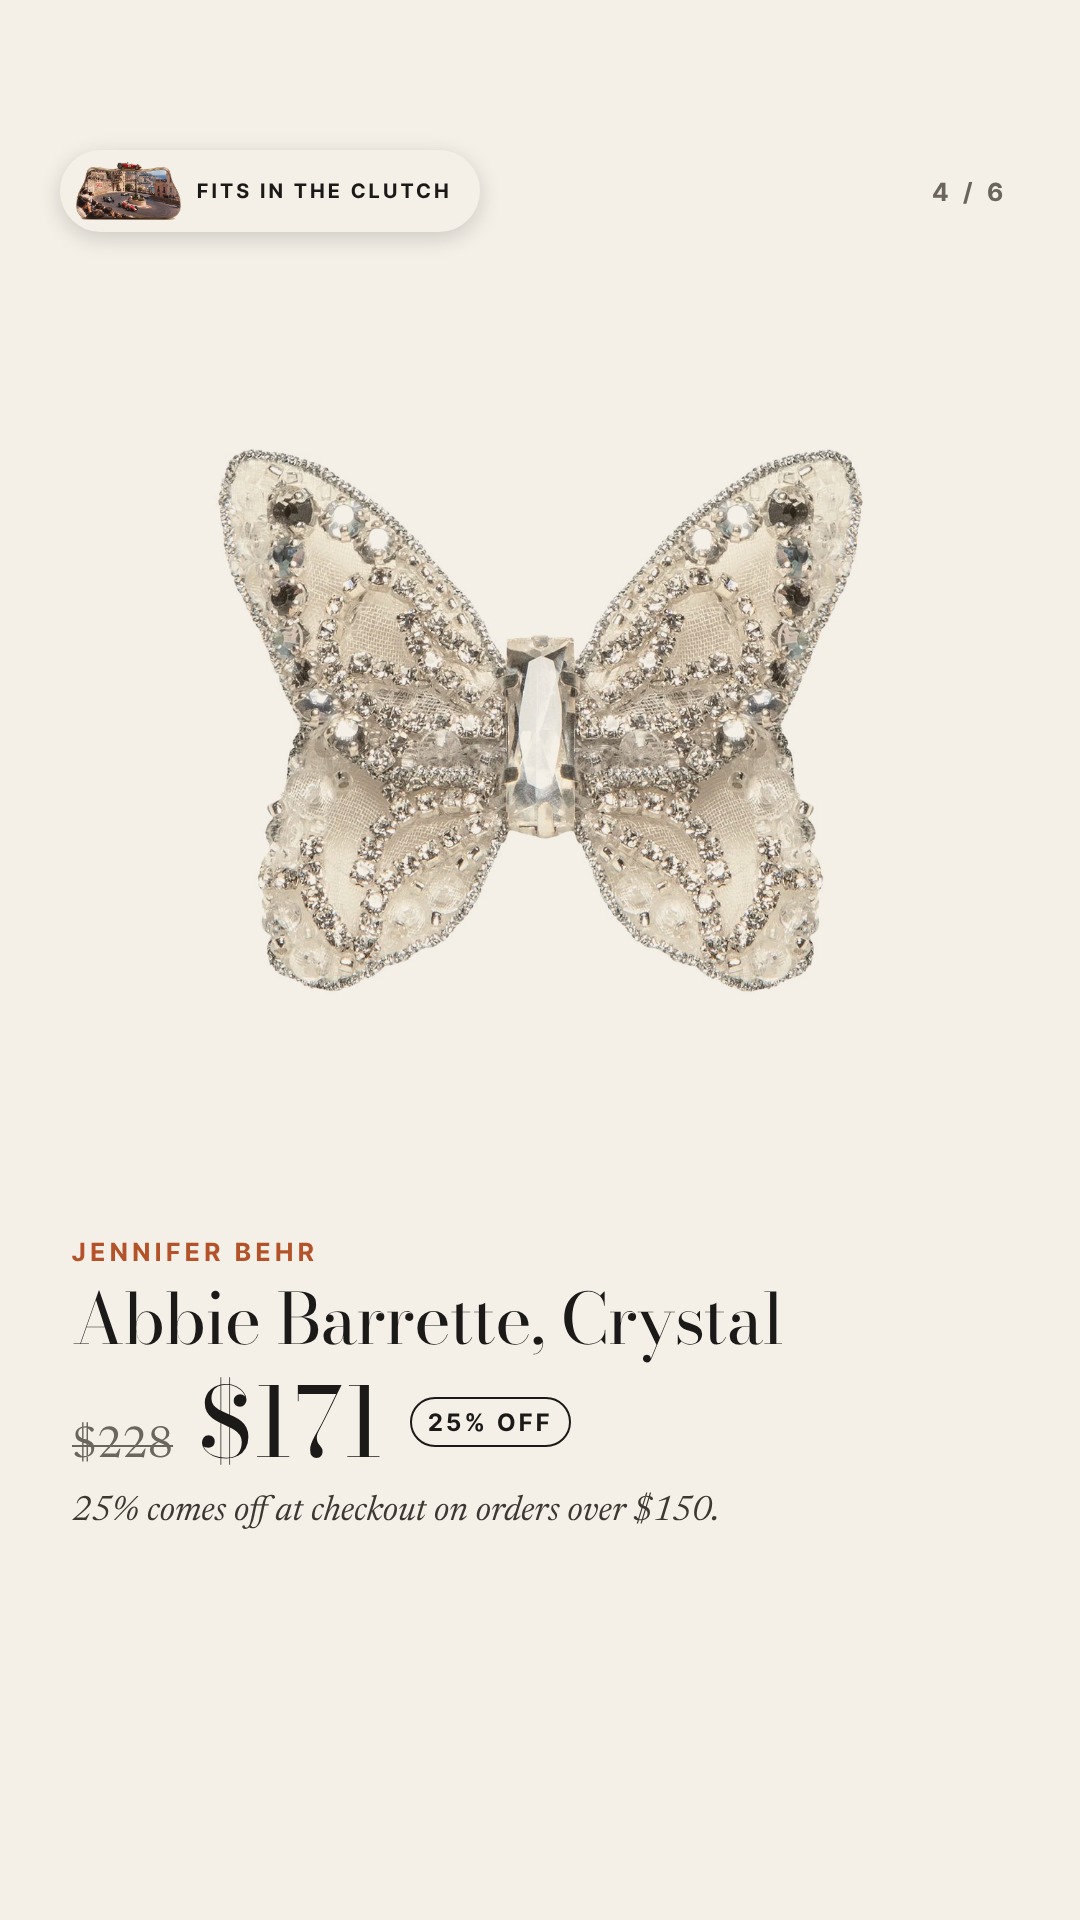 FITS IN THE CLUTCH
4 / 6
JENNIFER BEHR
Abbie Barrette, Crystal
$228 $171 25% OFF
25% comes off at checkout on orders over $150.